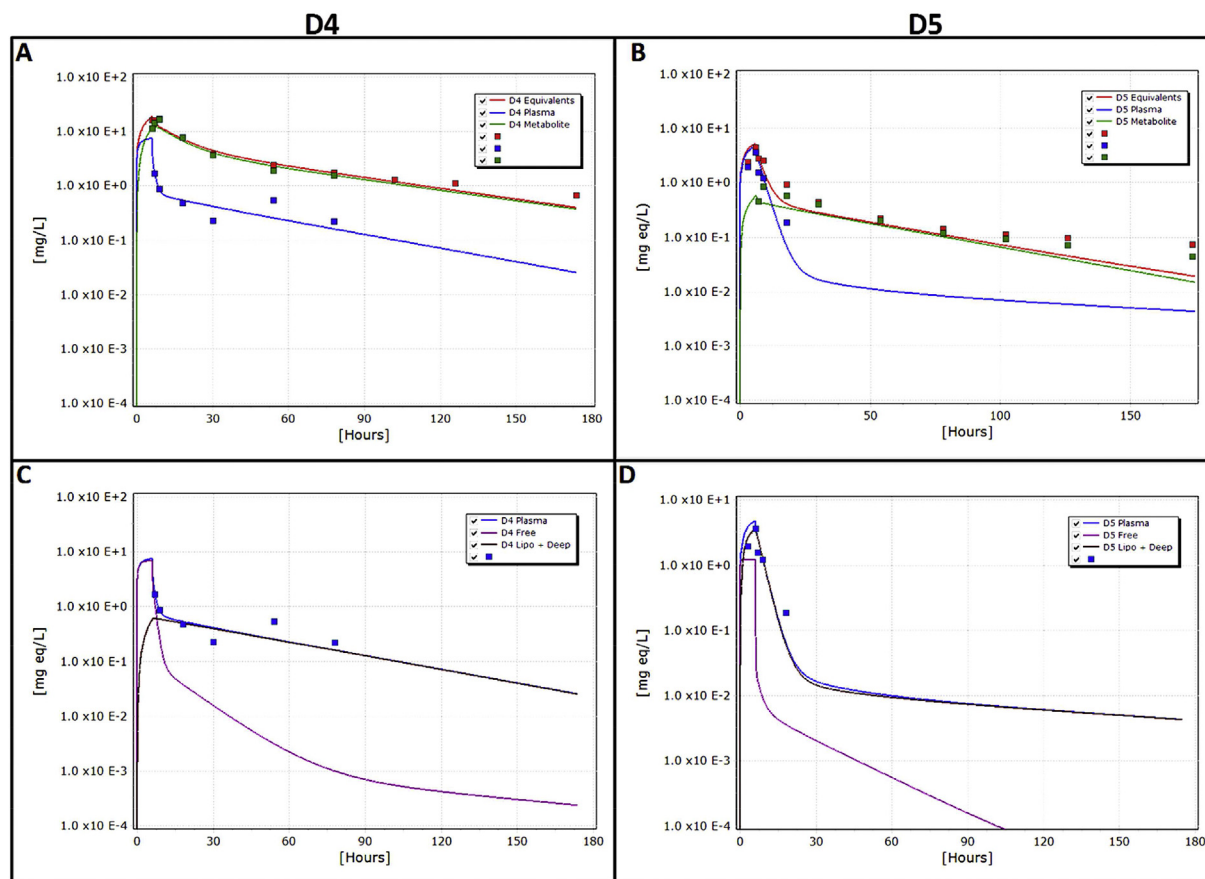 D4
D5
A
[mg/L]
1.0 x10 E+2
1.0 x10 E+1
1.0 x10 E+0
1.0 x10 E-1
1.0 x10 E-2
1.0 x10 E-3
1.0 x10 E-4
D4 Equivalents
D4 Plasma
D4 Metabolite
0 30 60 90 120 150 180
[Hours]
B
[mg eq/L)
1.0 x10 E+2
1.0 x10 E+1
1.0 x10 E+0
1.0 x10 E-1
1.0 x10 E-2
1.0 x10 E-3
1.0 x10 E-4
D5 Equivalents
D5 Plasma
D5 Metabolite
0 50 100 150
[Hours]
C
[mg eq/L]
1.0 x10 E+2
1.0 x10 E+1
1.0 x10 E+0
1.0 x10 E-1
1.0 x10 E-2
1.0 x10 E-3
1.0 x10 E-4
D4 Plasma
D4 Free
D4 Lipo + Deep
0 30 60 90 120 150 180
[Hours]
D
[mg eq/L]
1.0 x10 E+1
1.0 x10 E+0
1.0 x10 E-1
1.0 x10 E-2
1.0 x10 E-3
1.0 x10 E-4
D5 Plasma
D5 Free
D5 Lipo + Deep
0 30 60 90 120 150 180
[Hours]